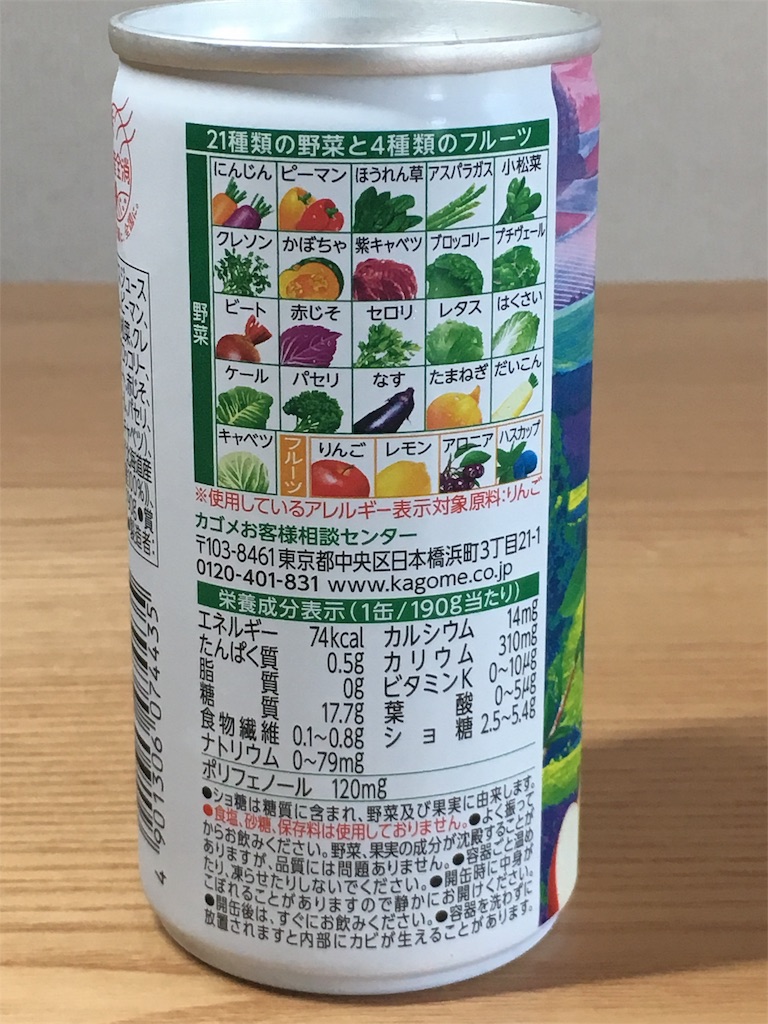 21種類の野菜と4種類のフルーツ
野菜
にんじん ピーマン ほうれん草 アスパラガス 小松菜
クレソン かぼちゃ 紫キャベツ ブロッコリー プチヴェール
ビート 赤じそ セロリ レタス はくさい
ケール パセリ なす たまねぎ だいこん
キャベツ フルーツ りんご レモン アロニア ハスカップ
※使用しているアレルギー表示対象原料:りんご
カゴメお客様相談センター
〒103-8461 東京都中央区日本橋浜町3丁目21-1
0120-401-831 www.kagome.co.jp
栄養成分表示(1缶/190g当たり)
エネルギー 74kcal カルシウム 14mg
たんぱく質 0.5g カリウム 310mg
脂質 0g ビタミンK 0~10μg
糖質 17.7g 葉酸 0~5μg
食物繊維 0.1~0.8g ショ糖 2.5~5.4g
ナトリウム 0~79mg
ポリフェノール 120mg
●ショ糖は糖質に含まれ、野菜及び果実に由来します。
●食塩、砂糖、保存料は使用しておりません。●よく振って
からお飲みください。野菜、果実の成分が沈殿することが
ありますが、品質には問題ありません。●容器ごと温め
たり、凍らせたりしないでください。●開缶時に中身が
こぼれることがありますので静かにお開けください。
●開缶後は、すぐにお飲みください。●容器を洗わずに
放置されますと内部にカビが生えることがあります。
4 901306 074435